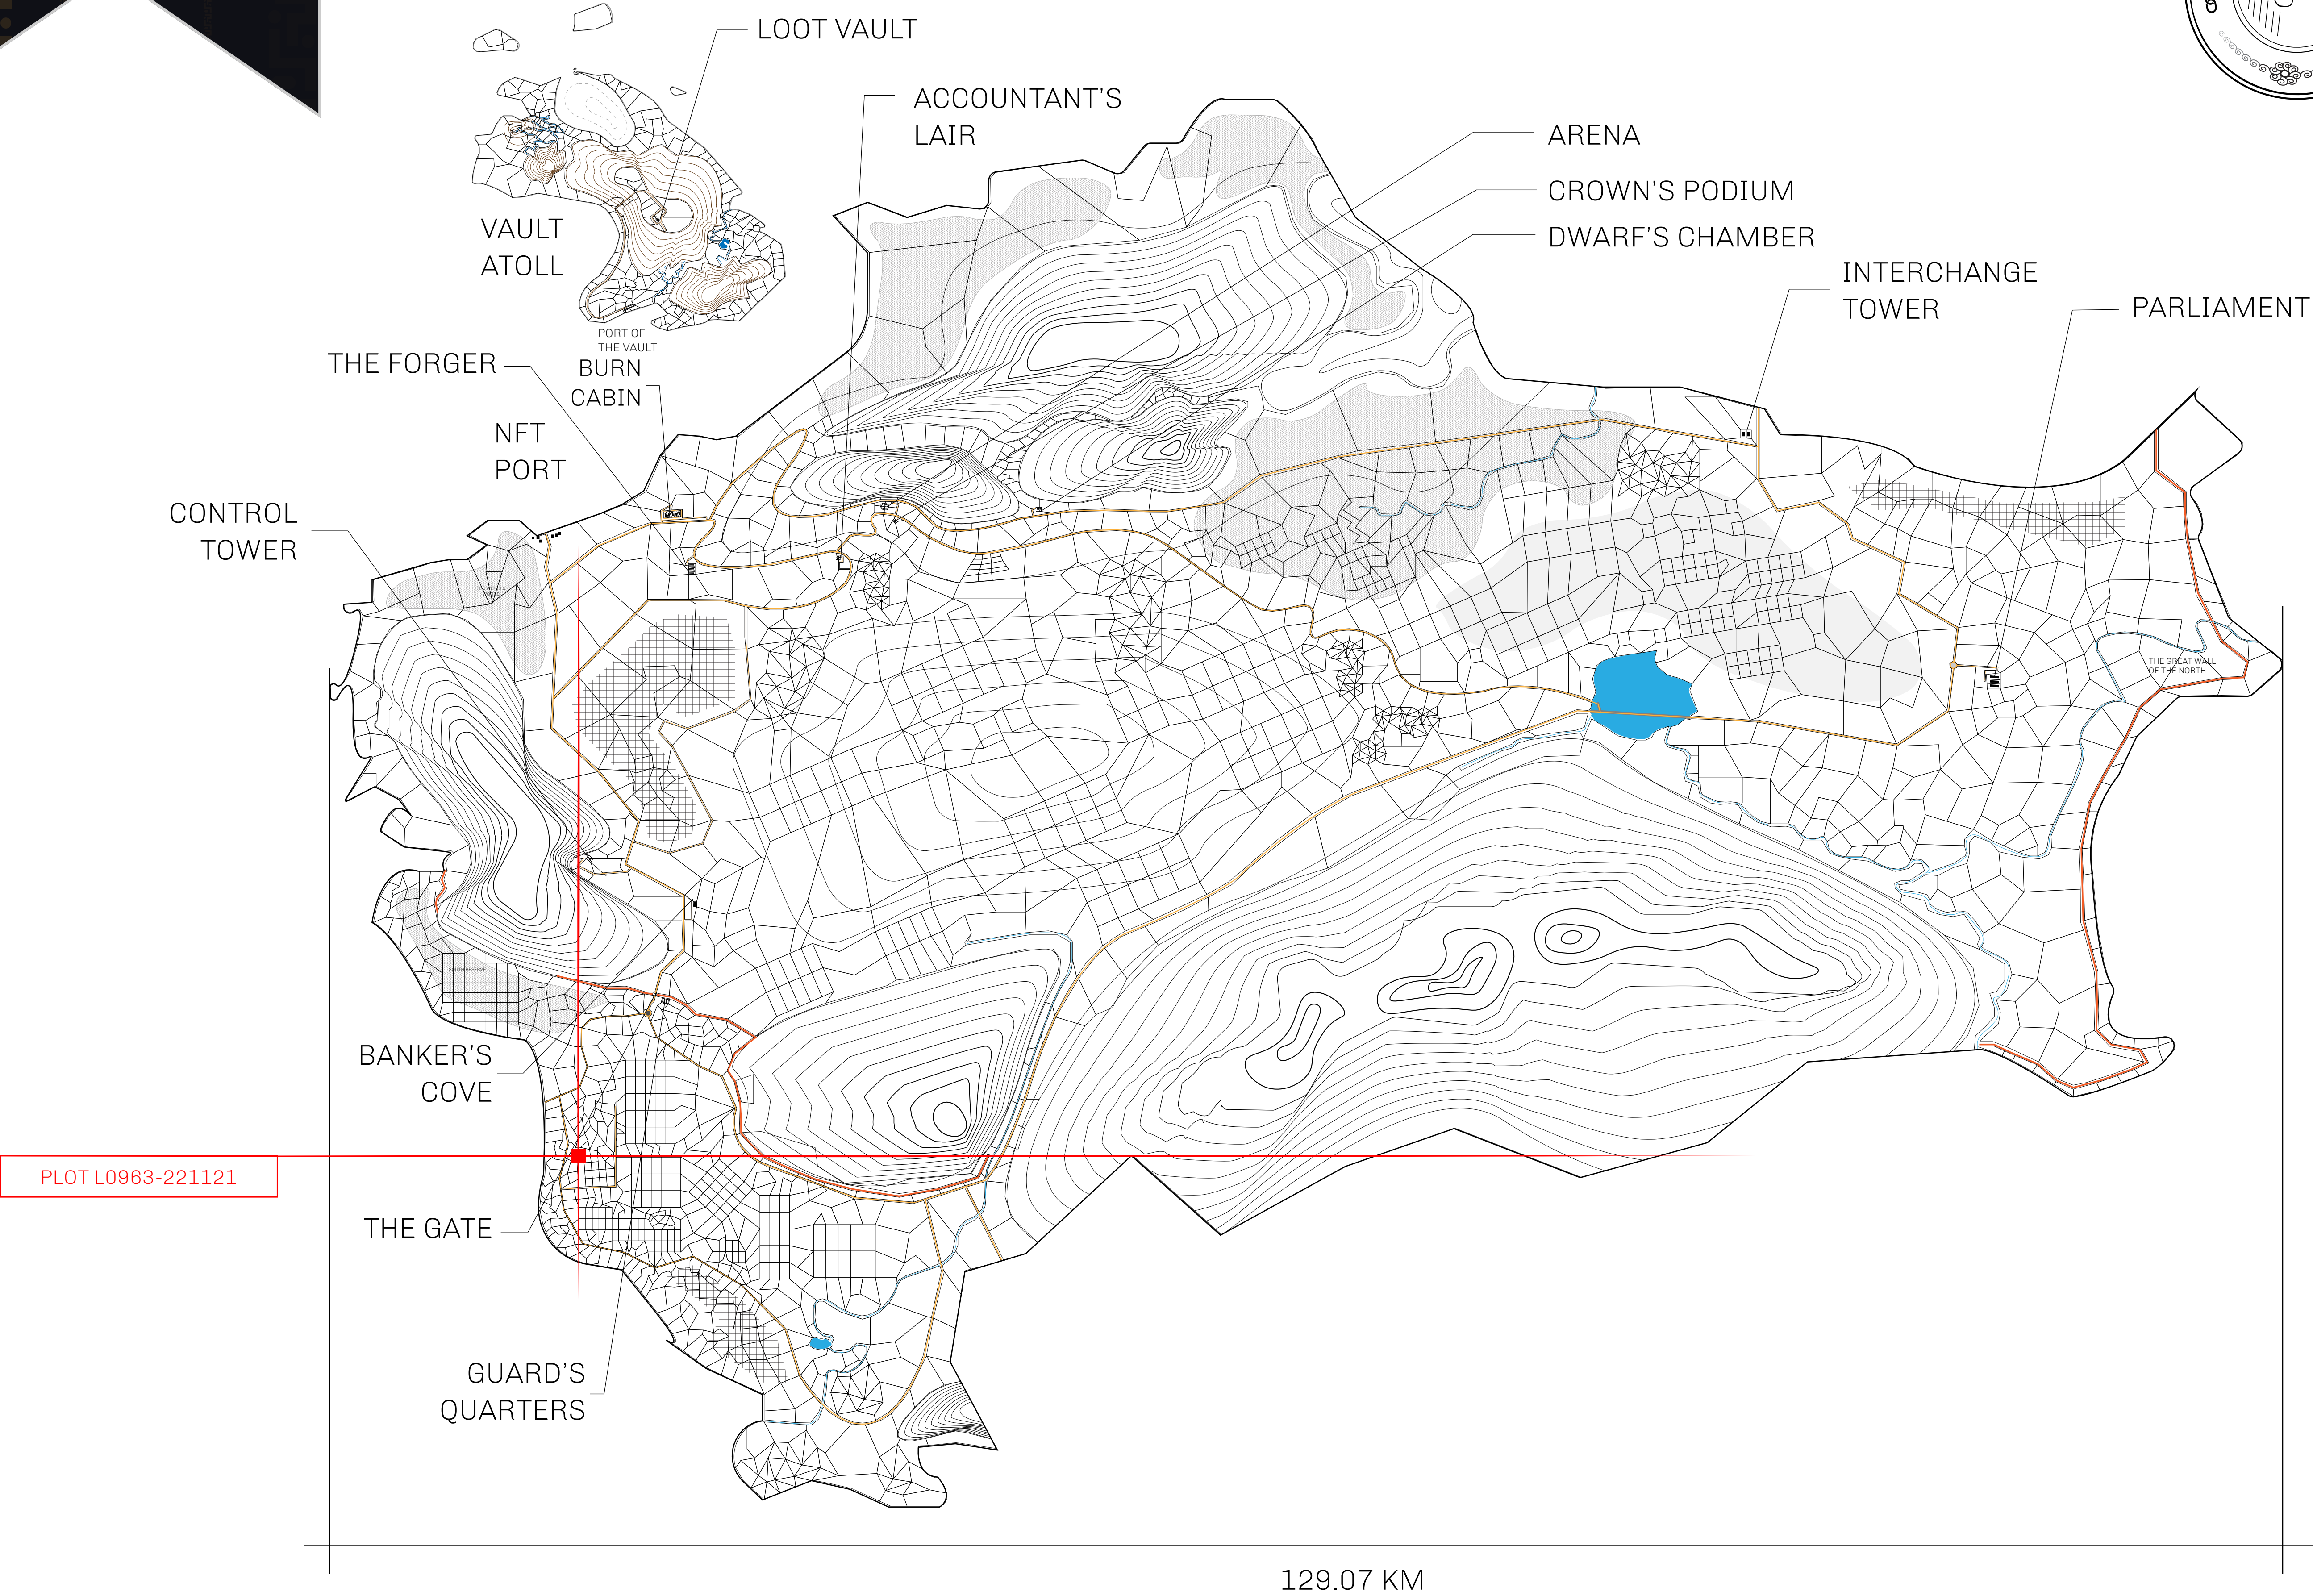 LOOT VAULT
ACCOUNTANT'S
LAIR
ARENA
CROWN'S PODIUM
DWARF'S CHAMBER
INTERCHANGE
TOWER
PARLIAMENT
VAULT
ATOLL
PORT OF
THE VAULT
THE FORGER
BURN
CABIN
NFT
PORT
CONTROL
TOWER
THE GREAT WALL
OF THE NORTH
SOUTH RESERVE
BANKER'S
COVE
PLOT L0963-221121
THE GATE
GUARD'S
QUARTERS
129.07 KM